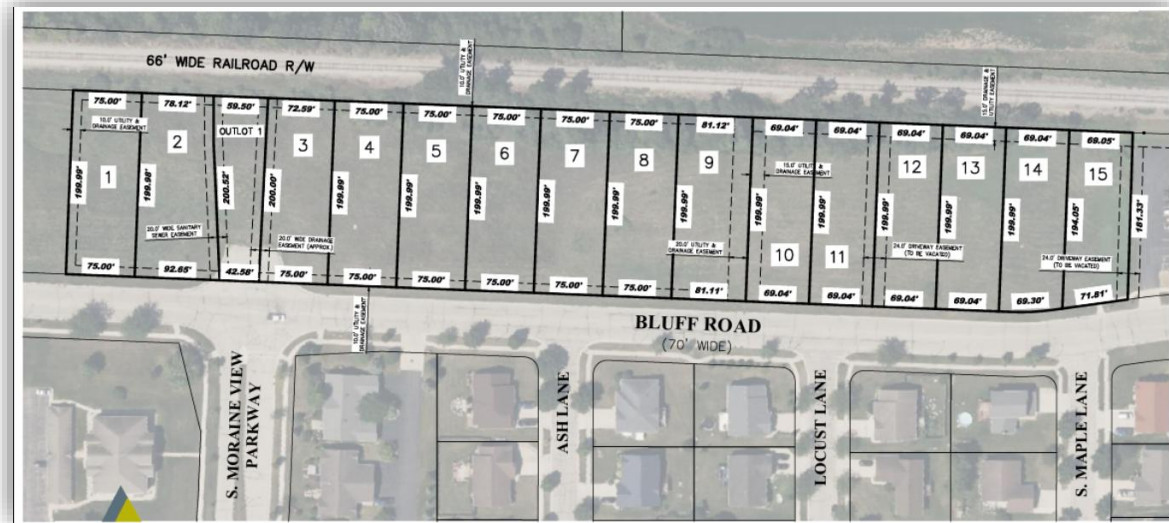 66' WIDE RAILROAD R/W
10.0' UTILITY &
DRAINAGE EASEMENT
10.0' DRAINAGE &
UTILITY EASEMENT
75.00'
78.12'
59.50'
72.59'
75.00'
75.00'
75.00'
75.00'
75.00'
81.12'
69.04'
69.04'
69.04'
69.04'
69.04'
69.05'
10.0' UTILITY &
DRAINAGE EASEMENT
OUTLOT 1
1
2
3
4
5
6
7
8
9
10
11
12
13
14
15
10.0' UTILITY &
DRAINAGE EASEMENT
199.99'
199.98'
200.52'
200.00'
199.99'
199.99'
199.99'
199.99'
199.99'
199.99'
199.99'
199.99'
199.99'
199.99'
199.99'
194.05'
181.33'
20.0' WIDE SANITARY
SEWER EASEMENT
20.0' WIDE DRAINAGE
EASEMENT (APPROX.)
20.0' UTILITY &
DRAINAGE EASEMENT
24.0' DRIVEWAY EASEMENT
(TO BE VACATED)
24.0' DRIVEWAY EASEMENT
(TO BE VACATED)
75.00'
92.65'
42.58'
75.00'
75.00'
75.00'
75.00'
75.00'
75.00'
81.11'
69.04'
69.04'
69.04'
69.04'
69.30'
71.81'
10.0' UTILITY &
DRAINAGE EASEMENT
BLUFF ROAD
(70' WIDE)
S. MORAINE VIEW
PARKWAY
ASH LANE
LOCUST LANE
S. MAPLE LANE